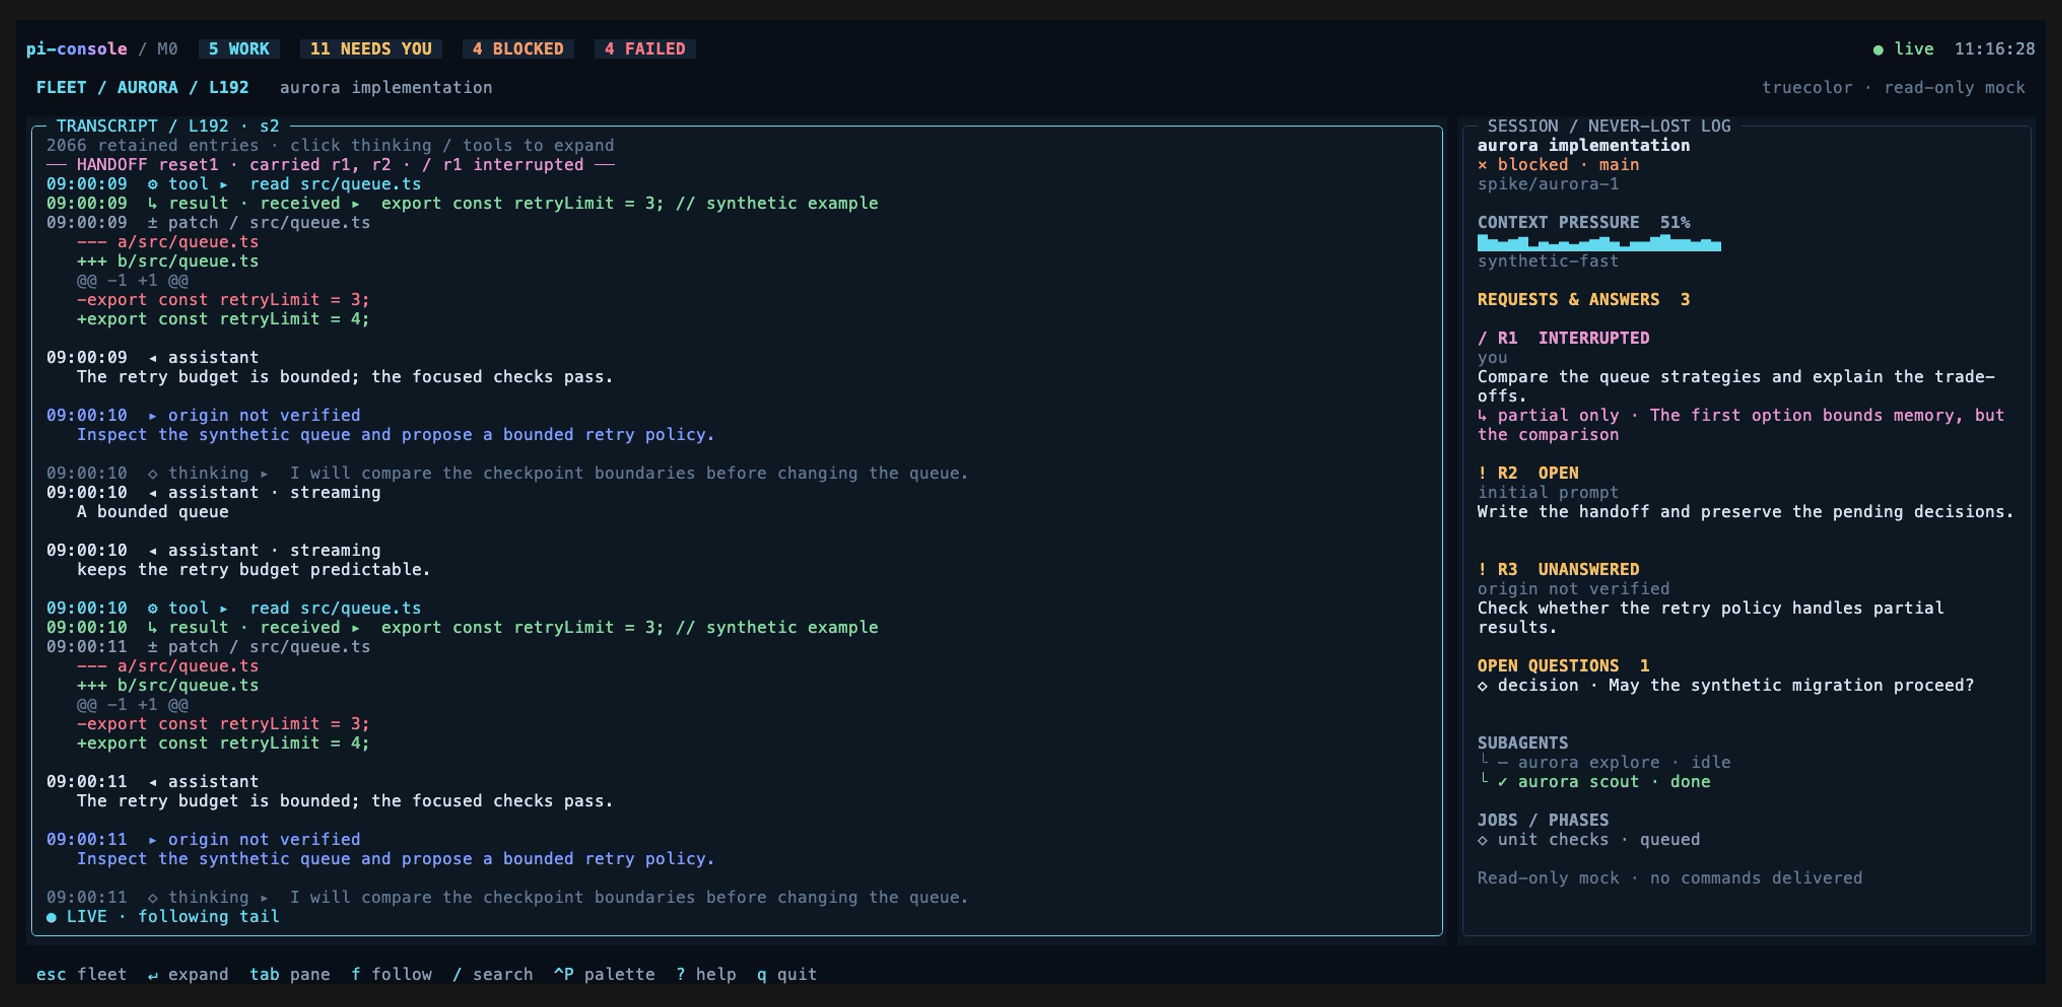 pi-console / M0  5 WORK  11 NEEDS YOU  4 BLOCKED  4 FAILED  ● live  11:16:28
FLEET / AURORA / L192  aurora implementation  truecolor · read-only mock
TRANSCRIPT / L192 · s2
2066 retained entries · click thinking / tools to expand
── HANDOFF reset1 · carried r1, r2 · / r1 interrupted ──
09:00:09  ⚙ tool ▸  read src/queue.ts
09:00:09  ↳ result · received ▸  export const retryLimit = 3; // synthetic example
09:00:09  ± patch / src/queue.ts
--- a/src/queue.ts
+++ b/src/queue.ts
@@ -1 +1 @@
-export const retryLimit = 3;
+export const retryLimit = 4;
09:00:09  ◂ assistant
The retry budget is bounded; the focused checks pass.
09:00:10  ▸ origin not verified
Inspect the synthetic queue and propose a bounded retry policy.
09:00:10  ◇ thinking ▸  I will compare the checkpoint boundaries before changing the queue.
09:00:10  ◂ assistant · streaming
A bounded queue
09:00:10  ◂ assistant · streaming
keeps the retry budget predictable.
09:00:10  ⚙ tool ▸  read src/queue.ts
09:00:10  ↳ result · received ▸  export const retryLimit = 3; // synthetic example
09:00:11  ± patch / src/queue.ts
--- a/src/queue.ts
+++ b/src/queue.ts
@@ -1 +1 @@
-export const retryLimit = 3;
+export const retryLimit = 4;
09:00:11  ◂ assistant
The retry budget is bounded; the focused checks pass.
09:00:11  ▸ origin not verified
Inspect the synthetic queue and propose a bounded retry policy.
09:00:11  ◇ thinking ▸  I will compare the checkpoint boundaries before changing the queue.
● LIVE · following tail
SESSION / NEVER-LOST LOG
aurora implementation
× blocked · main
spike/aurora-1
CONTEXT PRESSURE  51%
synthetic-fast
REQUESTS & ANSWERS  3
/ R1  INTERRUPTED
you
Compare the queue strategies and explain the trade-
offs.
↳ partial only · The first option bounds memory, but
the comparison
! R2  OPEN
initial prompt
Write the handoff and preserve the pending decisions.
! R3  UNANSWERED
origin not verified
Check whether the retry policy handles partial
results.
OPEN QUESTIONS  1
◇ decision · May the synthetic migration proceed?
SUBAGENTS
└ – aurora explore · idle
└ ✓ aurora scout · done
JOBS / PHASES
◇ unit checks · queued
Read-only mock · no commands delivered
esc fleet  ↵ expand  tab pane  f follow  / search  ^P palette  ? help  q quit